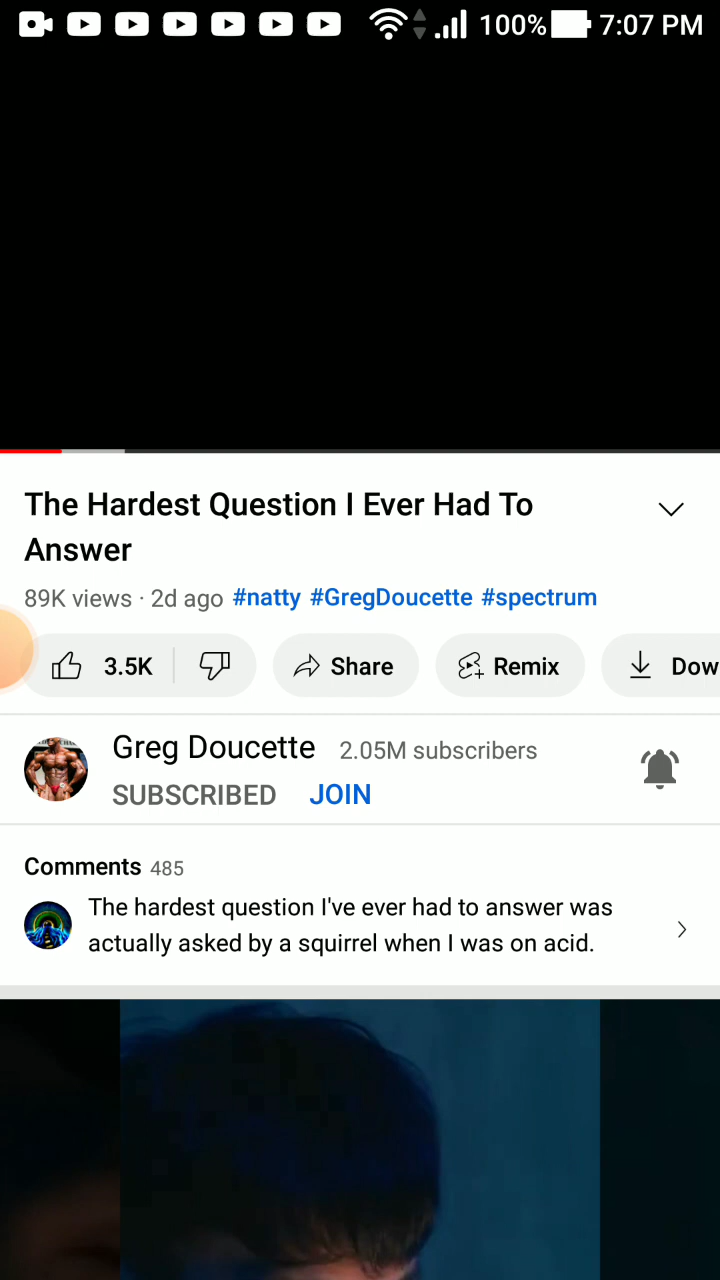 100% 7:07 PM
The Hardest Question I Ever Had To
Answer
89K views · 2d ago #natty #GregDoucette #spectrum
3.5K Share Remix Dow
Greg Doucette 2.05M subscribers
SUBSCRIBED JOIN
Comments 485
The hardest question I've ever had to answer was
actually asked by a squirrel when I was on acid.